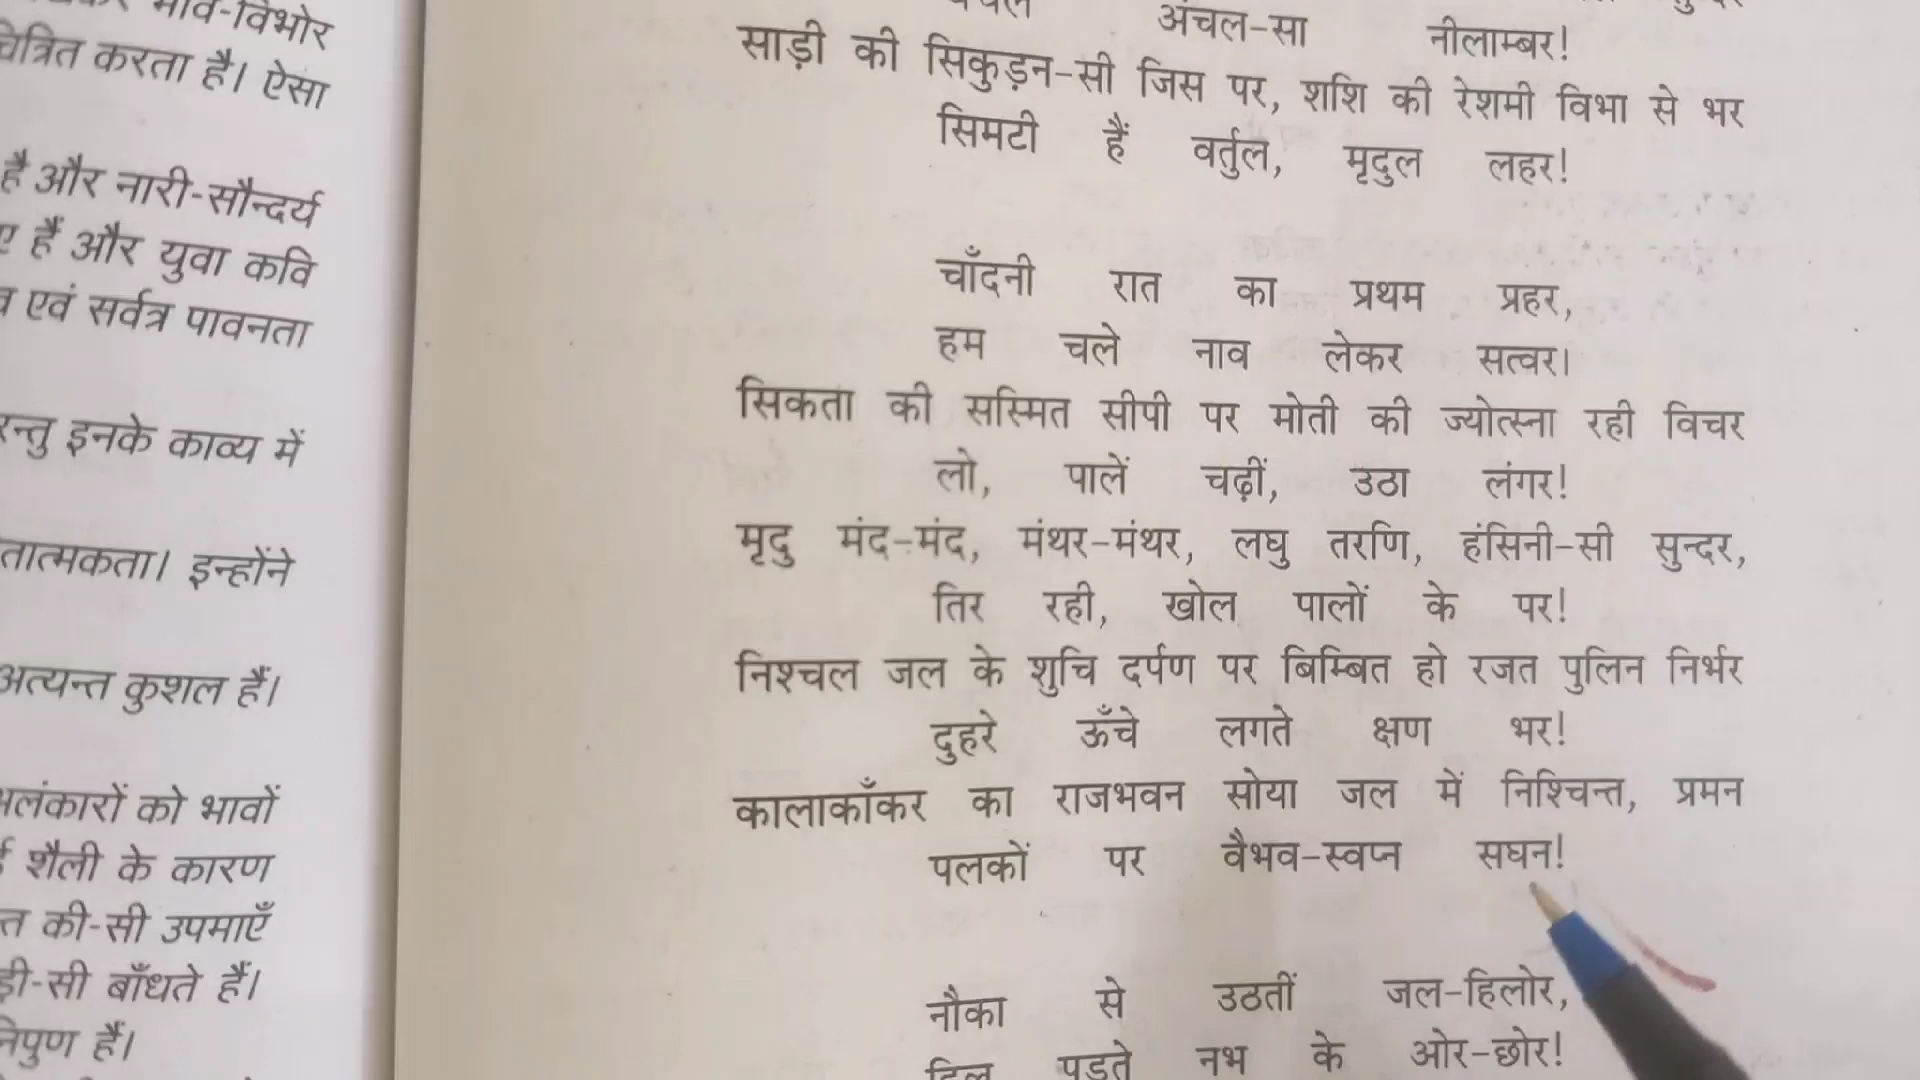 भाव-विभोर
चित्रित करता है। ऐसा
है और नारी-सौन्दर्य
हैं और युवा कवि
एवं सर्वत्र पावनता
इनके काव्य में
इन्होंने
अत्यन्त कुशल हैं।
को भावों
शैली के कारण
की-सी उपमाएँ
बाँधते हैं।
अंचल-सा नीलाम्बर!
साड़ी की सिकुड़न-सी जिस पर, शशि की रेशमी विभा से भर
सिमटी हैं वर्तुल, मृदुल लहर!
चाँदनी रात का प्रथम प्रहर,
हम चले नाव लेकर सत्वर।
सिकता की सस्मित सीपी पर मोती की ज्योत्स्ना रही विचर
लो, पालें चढ़ीं, उठा लंगर!
मृदु मंद-मंद, मंथर-मंथर, लघु तरणि, हंसिनी-सी सुन्दर,
तिर रही, खोल पालों के पर!
निश्चल जल के शुचि दर्पण पर बिम्बित हो रजत पुलिन निर्भर
दुहरे ऊँचे लगते क्षण भर!
कालाकाँकर का राजभवन सोया जल में निश्चिन्त, प्रमन
पलकों पर वैभव-स्वप्न सघन!
नौका से उठतीं जल-हिलोर,
हिल पड़ते नभ के ओर-छोर!